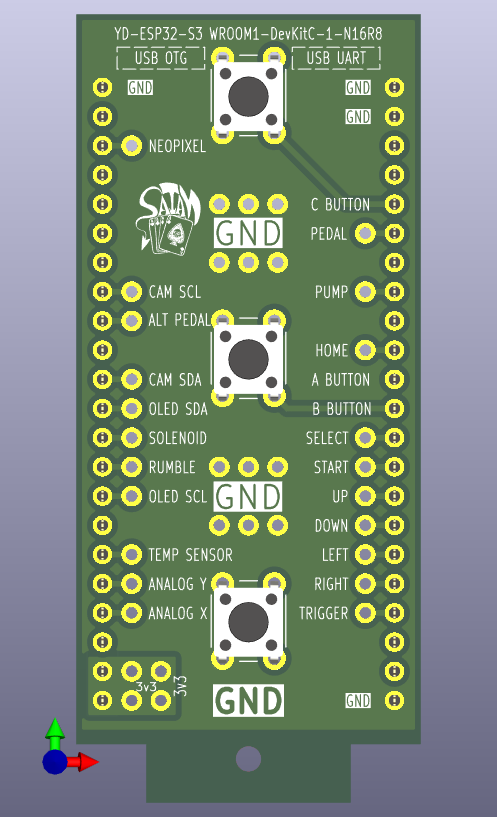 YD-ESP32-S3 WROOM1-DevKitC-1-N16R8
USB OTG USB UART
GND GND
GND
NEOPIXEL
SATAM
C BUTTON
GND PEDAL
CAM SCL PUMP
ALT PEDAL
HOME
CAM SDA A BUTTON
OLED SDA B BUTTON
SOLENOID SELECT
RUMBLE START
OLED SCL GND UP
DOWN
TEMP SENSOR LEFT
ANALOG Y RIGHT
ANALOG X TRIGGER
3v3 3v3
GND GND